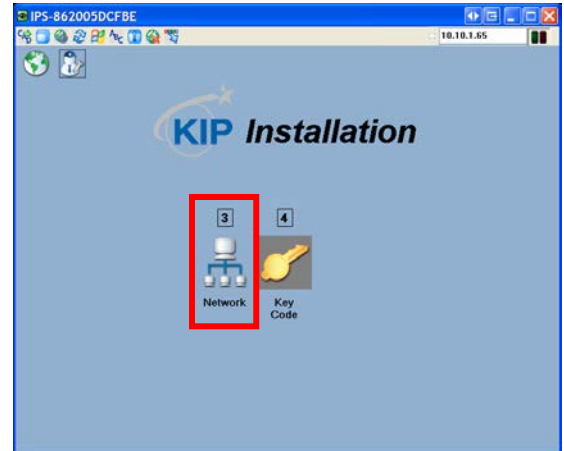 IPS-862005DCFBE
10.10.1.65
KIP Installation
3 4
Network Key
Code